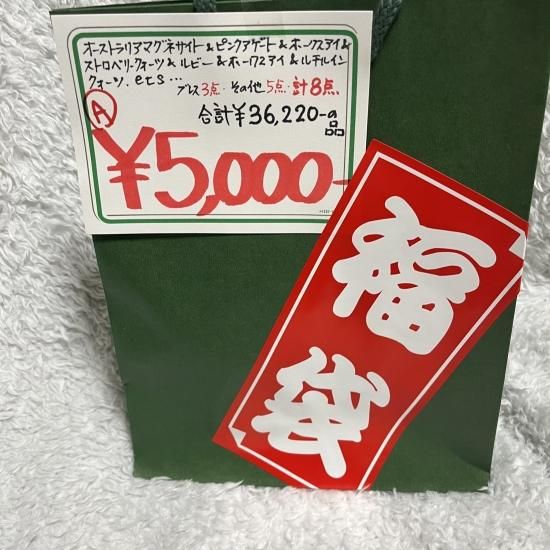 オーストラリアマグネサイト&ピンクアゲート&ホークスアイ&
ストロベリークォーツ&ルビー&ホークスアイ&ルチルイン
クォーツ. ets...
ブレス3点・その他5点・計8点.
A
合計¥36,220-の品
¥5,000-
福
袋